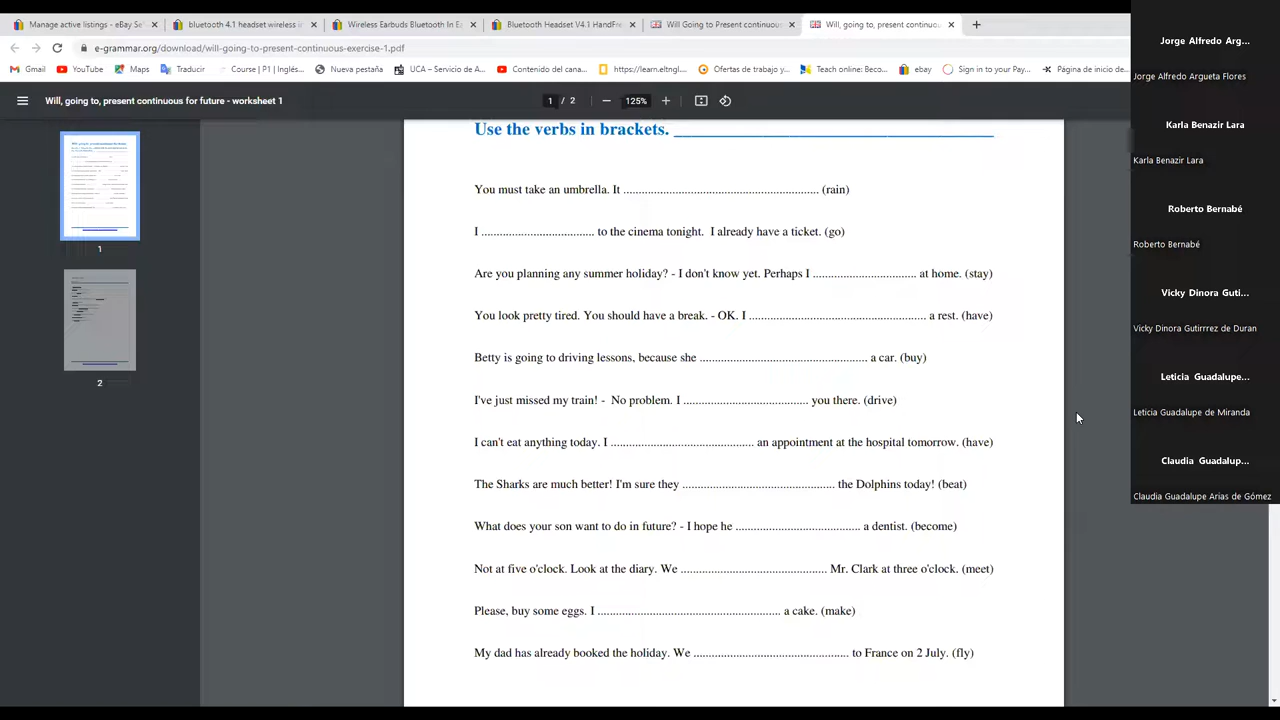 Manage active listings - eBay Se
bluetooth 4.1 headset wireless in
Wireless Earbuds Bluetooth In Ea
Bluetooth Headset V4.1 HandFre
Will Going to Present continuous
Will, going to, present continuou
e-grammar.org/download/will-going-to-present-continuous-exercise-1.pdf
Gmail
YouTube
Maps
Traducir
Course | P1 | Inglés...
Nueva pestaña
UCA – Servicio de A...
Contenido del cana...
https://learn.eltngl....
Ofertas de trabajo y...
Teach online: Beco...
ebay
Sign in to your Pay...
Página de inicio de...
Will, going to, present continuous for future - worksheet 1
1 / 2
125%
1
2
Use the verbs in brackets.
You must take an umbrella. It ................................................................ (rain)
I ..................................... to the cinema tonight. I already have a ticket. (go)
Are you planning any summer holiday? - I don't know yet. Perhaps I .................................. at home. (stay)
You look pretty tired. You should have a break. - OK. I .......................................................... a rest. (have)
Betty is going to driving lessons, because she ....................................................... a car. (buy)
I've just missed my train! - No problem. I ......................................... you there. (drive)
I can't eat anything today. I ............................................... an appointment at the hospital tomorrow. (have)
The Sharks are much better! I'm sure they .................................................. the Dolphins today! (beat)
What does your son want to do in future? - I hope he ......................................... a dentist. (become)
Not at five o'clock. Look at the diary. We ................................................ Mr. Clark at three o'clock. (meet)
Please, buy some eggs. I ............................................................ a cake. (make)
My dad has already booked the holiday. We ................................................... to France on 2 July. (fly)
Jorge Alfredo Arg...
Jorge Alfredo Argueta Flores
Karla Benazir Lara
Karla Benazir Lara
Roberto Bernabé
Roberto Bernabé
Vicky Dinora Guti...
Vicky Dinora Gutirrrez de Duran
Leticia Guadalupe...
Leticia Guadalupe de Miranda
Claudia Guadalup...
Claudia Guadalupe Arias de Gómez